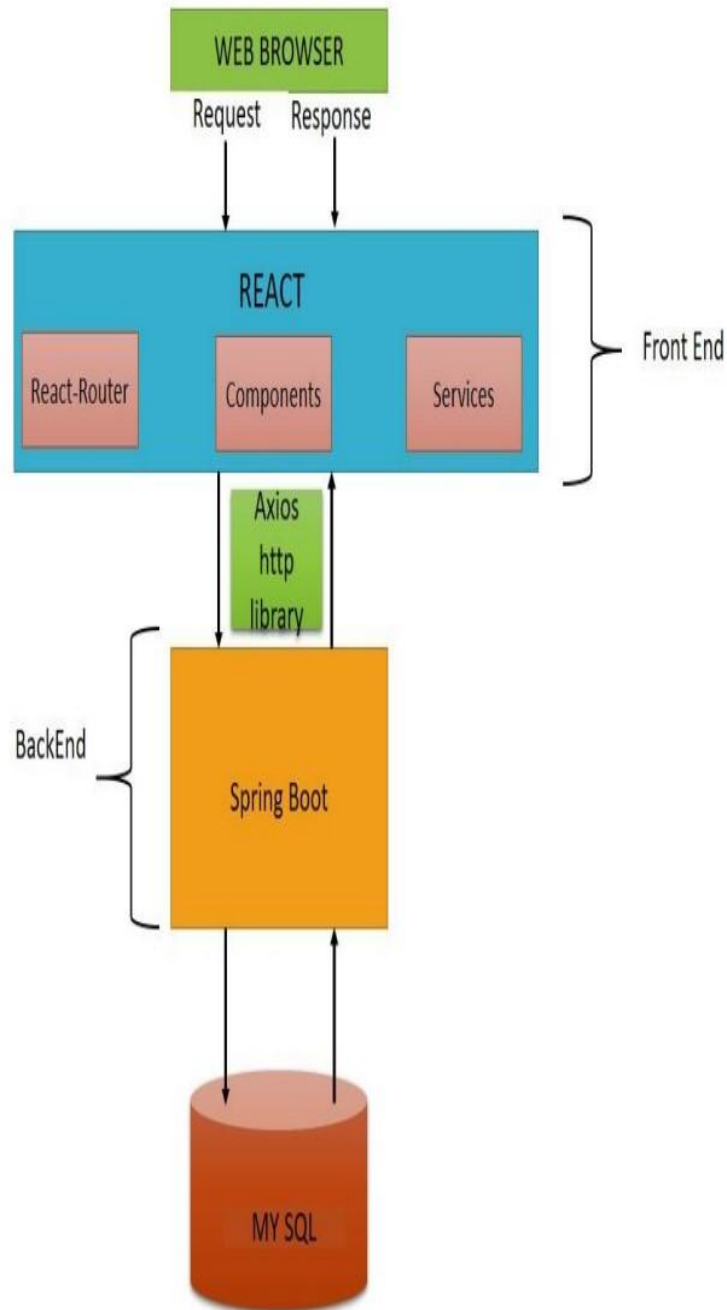 WEB BROWSER
Request Response
REACT
React-Router Components Services
Front End
Axios
http
library
BackEnd
Spring Boot
MY SQL